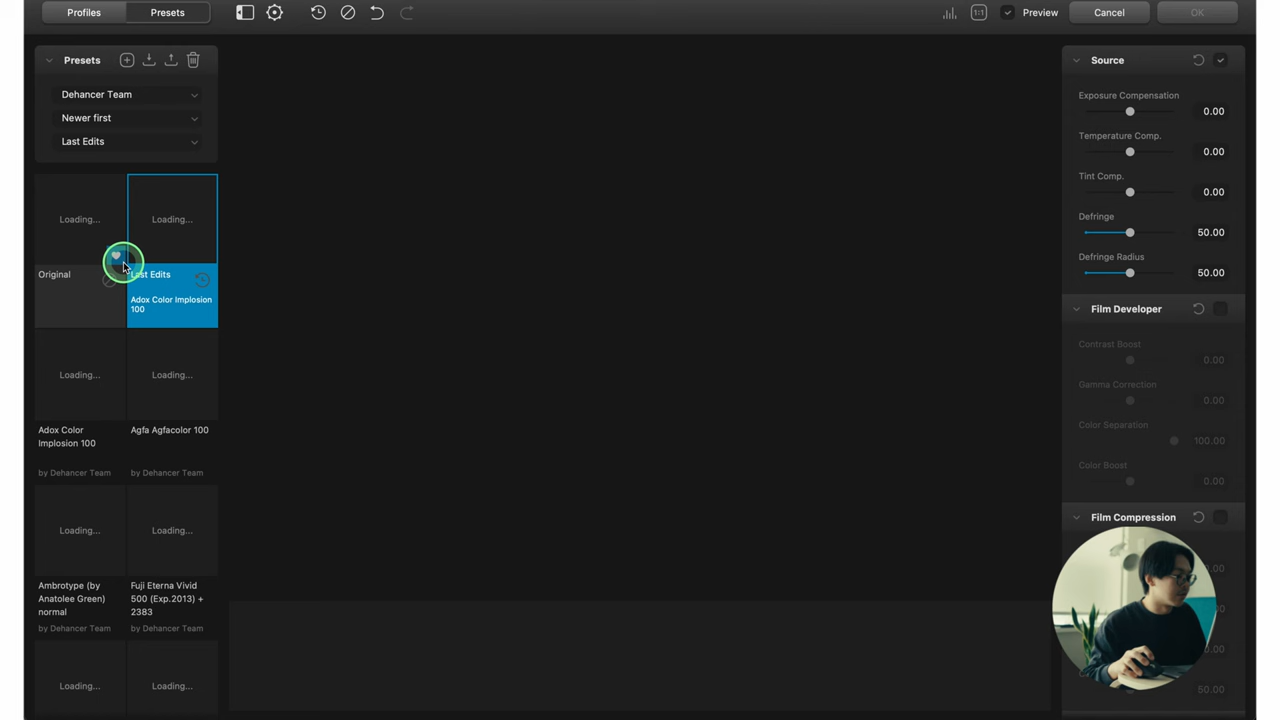 Profiles
Presets
1:1
Preview
Cancel
OK
Presets
Dehancer Team
Newer first
Last Edits
Loading...
Loading...
Original
Last Edits
Adox Color Implosion
100
Loading...
Loading...
Adox Color
Implosion 100
Agfa Agfacolor 100
by Dehancer Team
by Dehancer Team
Loading...
Loading...
Ambrotype (by
Anatolee Green)
normal
Fuji Eterna Vivid
500 (Exp.2013) +
2383
by Dehancer Team
by Dehancer Team
Loading...
Loading...
Source
Exposure Compensation
0.00
Temperature Comp.
0.00
Tint Comp.
0.00
Defringe
50.00
Defringe Radius
50.00
Film Developer
Contrast Boost
0.00
Gamma Correction
0.00
Color Separation
100.00
Color Boost
0.00
Film Compression
50.00